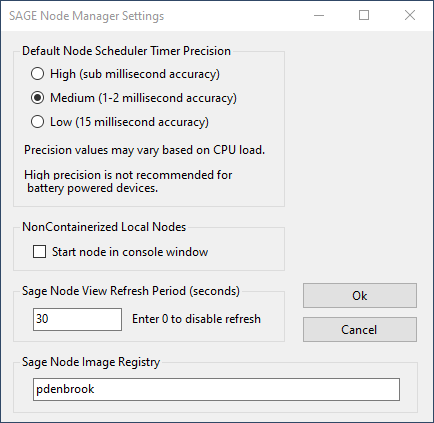 SAGE Node Manager Settings
Default Node Scheduler Timer Precision
High (sub millisecond accuracy)
Medium (1-2 millisecond accuracy)
Low (15 millisecond accuracy)
Precision values may vary based on CPU load.
High precision is not recommended for
battery powered devices.
NonContainerized Local Nodes
Start node in console window
Sage Node View Refresh Period (seconds)
30
Enter 0 to disable refresh
Ok
Cancel
Sage Node Image Registry
pdenbrook